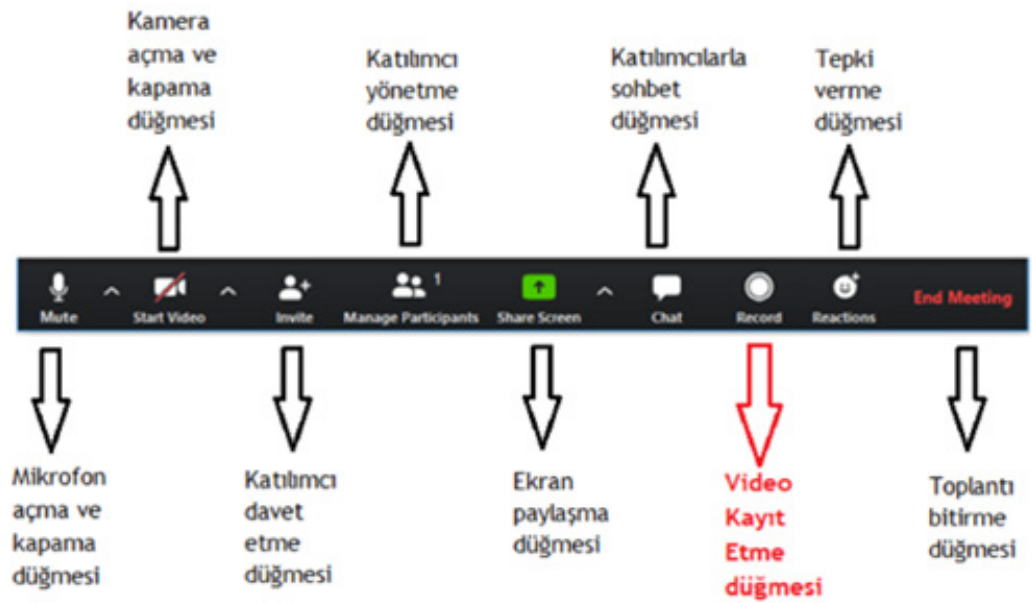 Kamera
açma ve
kapama
düğmesi
Katılımcı
yönetme
düğmesi
Katılımcılarla
sohbet
düğmesi
Tepki
verme
düğmesi
Mute
Start Video
Invite
1
Manage Participants
Share Screen
Chat
Record
Reactions
End Meeting
Mikrofon
açma ve
kapama
düğmesi
Katılımcı
davet
etme
düğmesi
Ekran
paylaşma
düğmesi
Video
Kayıt
Etme
düğmesi
Toplantı
bitirme
düğmesi